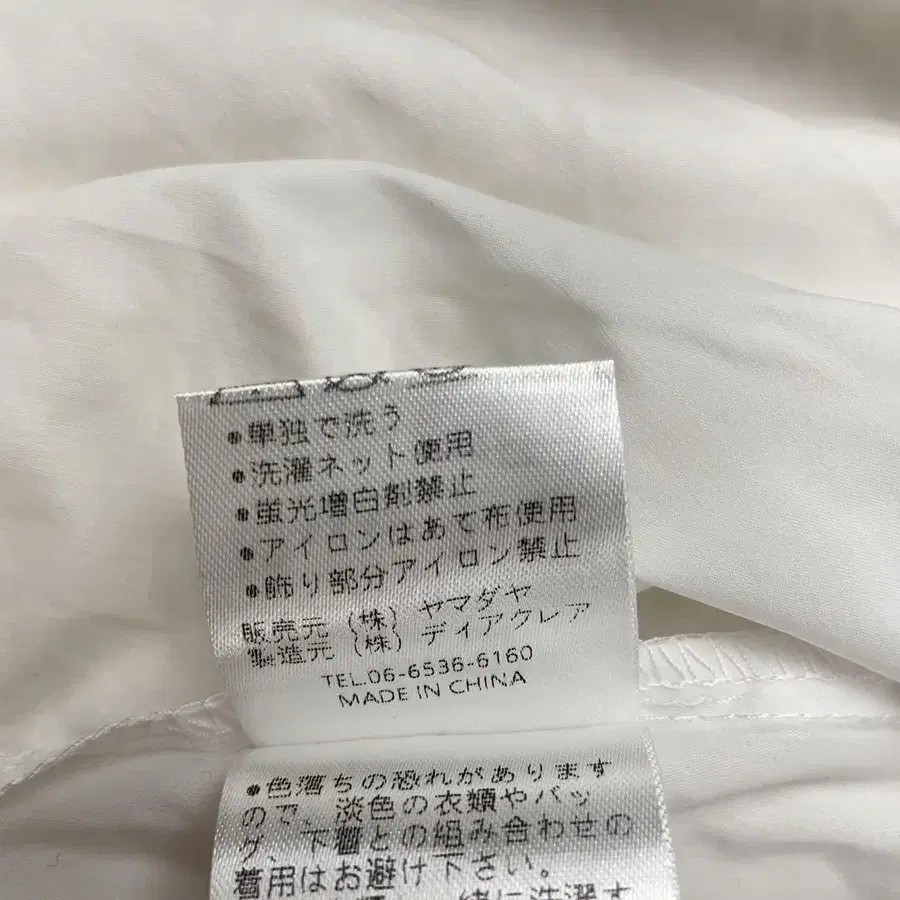 ●単独で洗う
●洗濯ネット使用
●蛍光増白剤禁止
●アイロンはあて布使用
●飾り部分アイロン禁止
販売元(株)ヤマダヤ
製造元(株)ディアクレア
TEL.06-6536-6160
MADE IN CHINA
●色落ちの恐れがあります
ので、淡色の衣類やバッ
グ、下着との組み合わせの
着用はお避け下さい。
緒に洗濯す